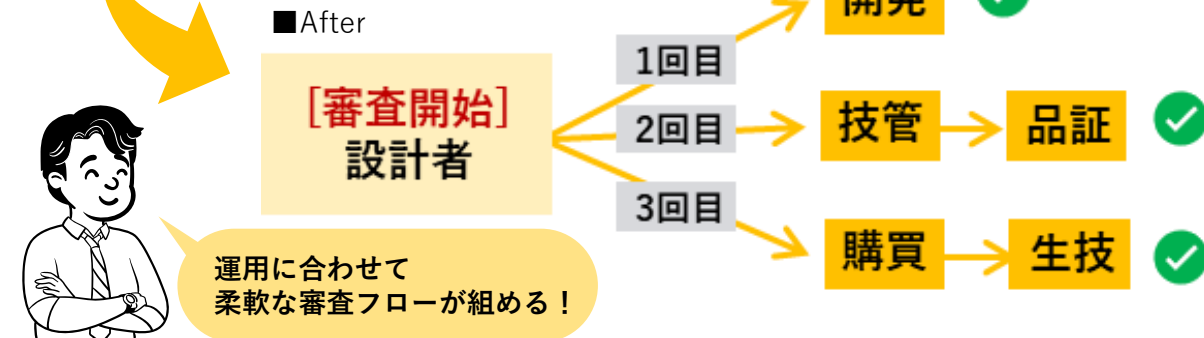 ■After
開発
1回目
[審査開始]
設計者
2回目
技管
品証
3回目
購買
生技
運用に合わせて
柔軟な審査フローが組める！